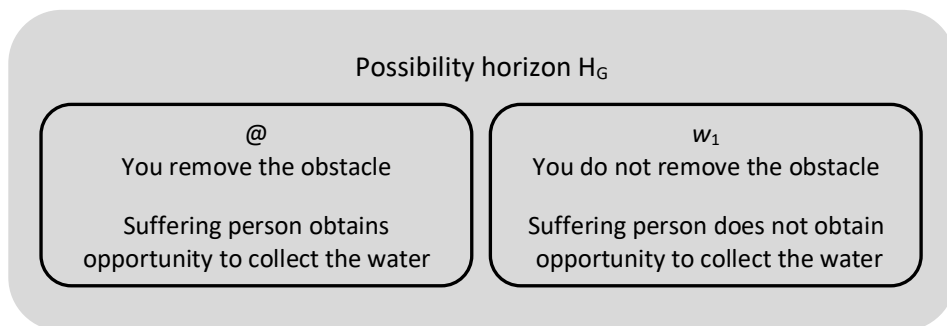 Possibility horizon H_G
@
You remove the obstacle
Suffering person obtains
opportunity to collect the water
w₁
You do not remove the obstacle
Suffering person does not obtain
opportunity to collect the water